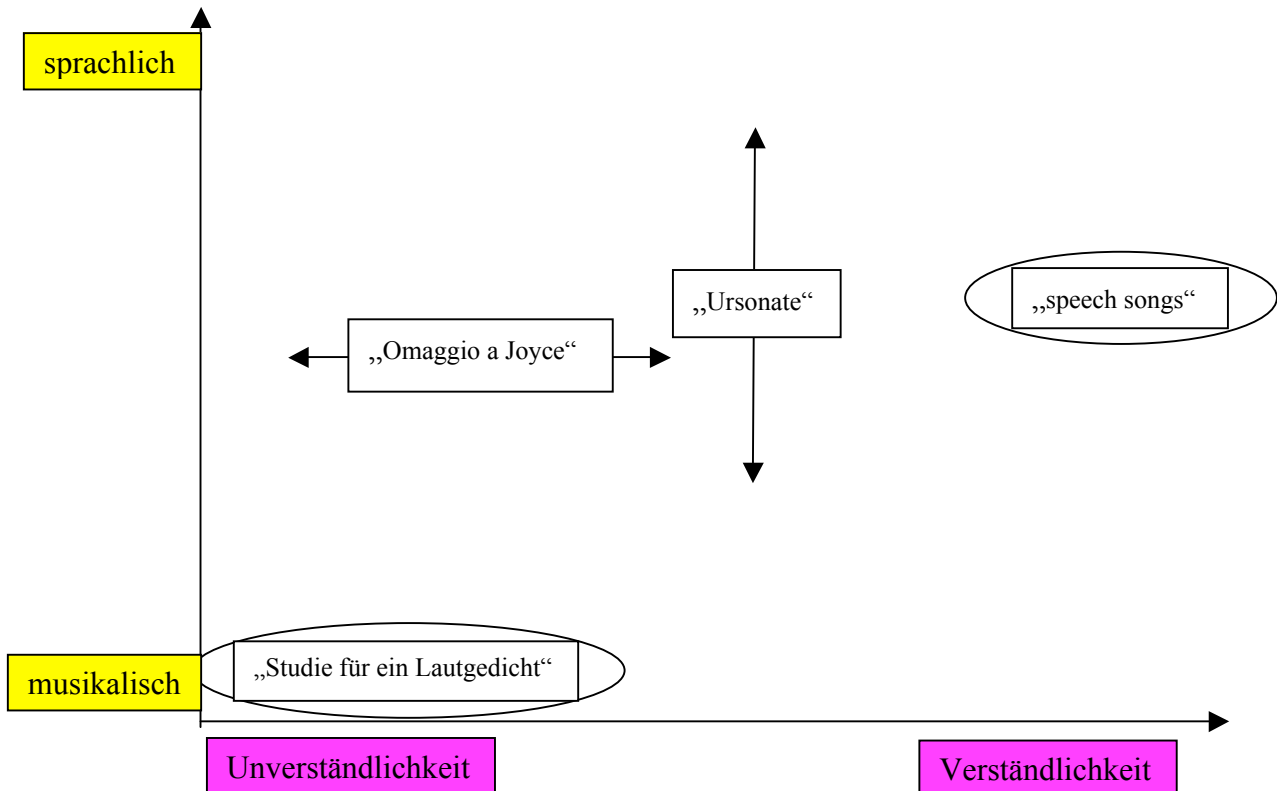 sprachlich
„Ursonate“
„speech songs“
„Omaggio a Joyce“
„Studie für ein Lautgedicht“
musikalisch
Unverständlichkeit
Verständlichkeit